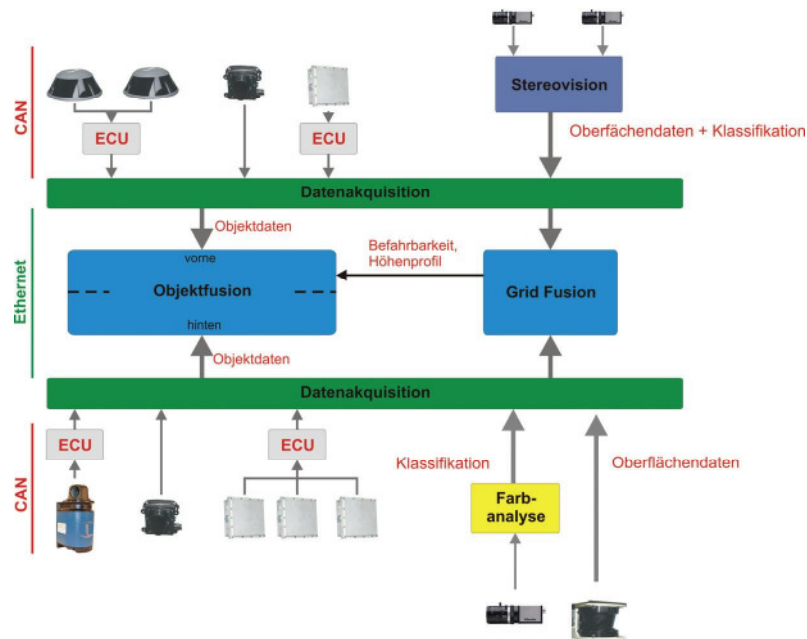 CAN
ECU
ECU
Stereovision
Oberfächendaten + Klassifikation
Datenakquisition
Ethernet
Objektdaten
vorne
Objektfusion
hinten
Befahrbarkeit,
Höhenprofil
Grid Fusion
Objektdaten
Datenakquisition
CAN
ECU
ECU
Klassifikation
Oberflächendaten
Farb-
analyse